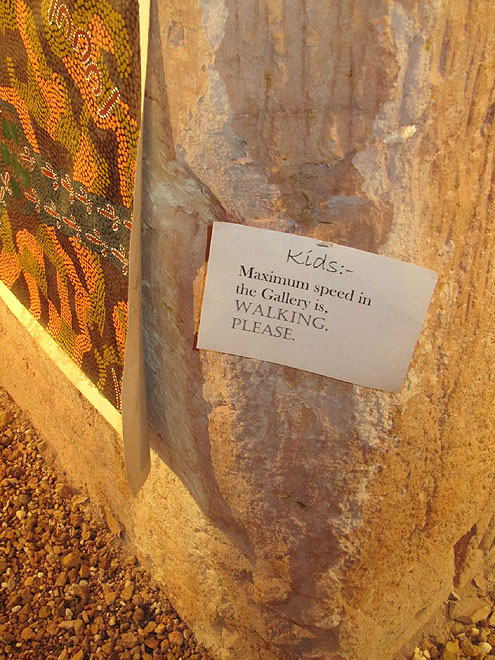 Kids:-
Maximum speed in
the Gallery is,
WALKING,
PLEASE.